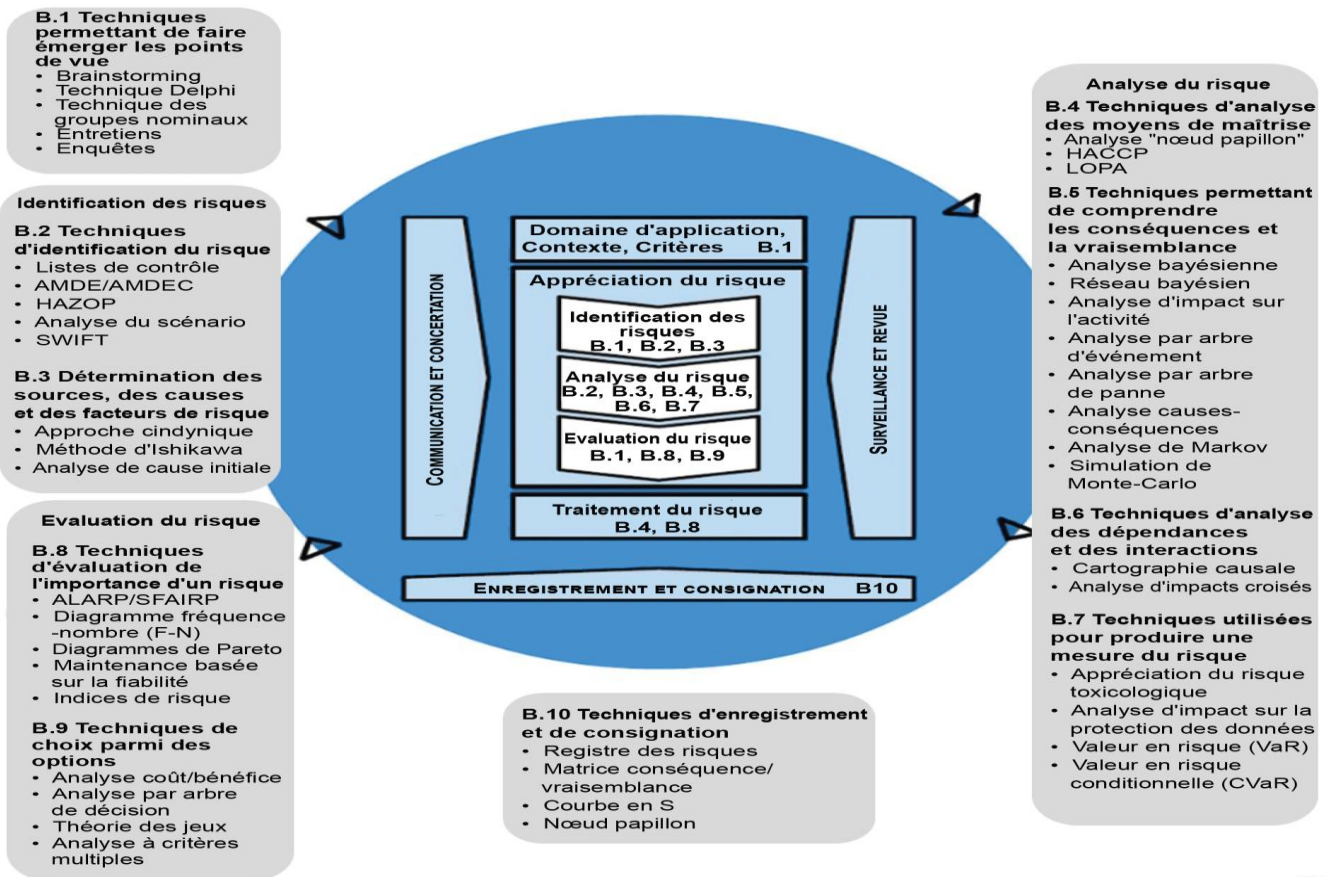 B.1 Techniques
permettant de faire
émerger les points
de vue
• Brainstorming
• Technique Delphi
• Technique des
groupes nominaux
• Entretiens
• Enquêtes
Identification des risques
B.2 Techniques
d'identification du risque
• Listes de contrôle
• AMDE/AMDEC
• HAZOP
• Analyse du scénario
• SWIFT
B.3 Détermination des
sources, des causes
et des facteurs de risque
• Approche cindynique
• Méthode d'Ishikawa
• Analyse de cause initiale
Evaluation du risque
B.8 Techniques
d'évaluation de
l'importance d'un risque
• ALARP/SFAIRP
• Diagramme fréquence
-nombre (F-N)
• Diagrammes de Pareto
• Maintenance basée
sur la fiabilité
• Indices de risque
B.9 Techniques de
choix parmi des
options
• Analyse coût/bénéfice
• Analyse par arbre
de décision
• Théorie des jeux
• Analyse à critères
multiples
COMMUNICATION ET CONCERTATION
Domaine d'application,
Contexte, Critères B.1
Appréciation du risque
Identification des
risques
B.1, B.2, B.3
Analyse du risque
B.2, B.3, B.4, B.5,
B.6, B.7
Evaluation du risque
B.1, B.8, B.9
Traitement du risque
B.4, B.8
SURVEILLANCE ET REVUE
ENREGISTREMENT ET CONSIGNATION B10
B.10 Techniques d'enregistrement
et de consignation
• Registre des risques
• Matrice conséquence/
vraisemblance
• Courbe en S
• Nœud papillon
Analyse du risque
B.4 Techniques d'analyse
des moyens de maîtrise
• Analyse "nœud papillon"
• HACCP
• LOPA
B.5 Techniques permettant
de comprendre
les conséquences et
la vraisemblance
• Analyse bayésienne
• Réseau bayésien
• Analyse d'impact sur
l'activité
• Analyse par arbre
d'événement
• Analyse par arbre
de panne
• Analyse causes-
conséquences
• Analyse de Markov
• Simulation de
Monte-Carlo
B.6 Techniques d'analyse
des dépendances
et des interactions
• Cartographie causale
• Analyse d'impacts croisés
B.7 Techniques utilisées
pour produire une
mesure du risque
• Appréciation du risque
toxicologique
• Analyse d'impact sur la
protection des données
• Valeur en risque (VaR)
• Valeur en risque
conditionnelle (CVaR)